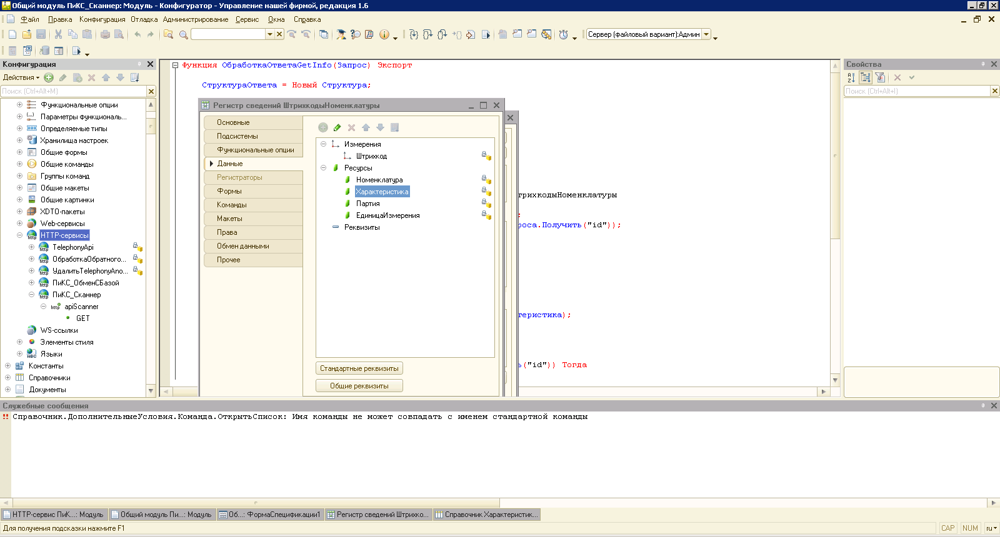 Общий модуль ПиКС_Сканнер: Модуль - Конфигуратор - Управление нашей фирмой, редакция 1.6
Файл Правка Конфигурация Отладка Администрирование Сервис Окна Справка
Сервер (файловый вариант):Админ
Конфигурация
Действия
Поиск (Ctrl+Alt+M)
Функциональные опции
Параметры функциональ...
Определяемые типы
Хранилища настроек
Общие формы
Общие команды
Группы команд
Общие макеты
Общие картинки
XDTO-пакеты
Web-сервисы
HTTP-сервисы
TelephonyApi
ОбработкаОбратного...
УдалитьTelephonyAno...
ПиКС_ОбменСБазой
ПиКС_Сканнер
apiScanner
GET
WS-ссылки
Элементы стиля
Языки
Константы
Справочники
Документы
Функция ОбработкаОтветаGetInfo(Запрос) Экспорт
СтруктураОтвета = Новый Структура;
трихкодыНоменклатуры
;
роса.Получить("id"));
теристика);
ь("id")) Тогда
Регистр сведений ШтрихкодыНоменклатуры
Основные
Подсистемы
Функциональные опции
Данные
Регистраторы
Формы
Команды
Макеты
Права
Обмен данными
Прочее
Измерения
Штрихкод
Ресурсы
Номенклатура
Характеристика
Партия
ЕдиницаИзмерения
Реквизиты
Стандартные реквизиты
Общие реквизиты
Свойства
Поиск (Ctrl+Alt+I)
Служебные сообщения
!! Справочник.ДополнительныеУсловия.Команда.ОткрытьСписок: Имя команды не может совпадать с именем стандартной команды
HTTP-сервис ПиК...: Модуль
Общий модуль Пи...: Модуль
Об...: ФормаСпецификации1
Регистр сведений Штрихко...
Справочник Характеристик...
Для получения подсказки нажмите F1
CAP NUM ru